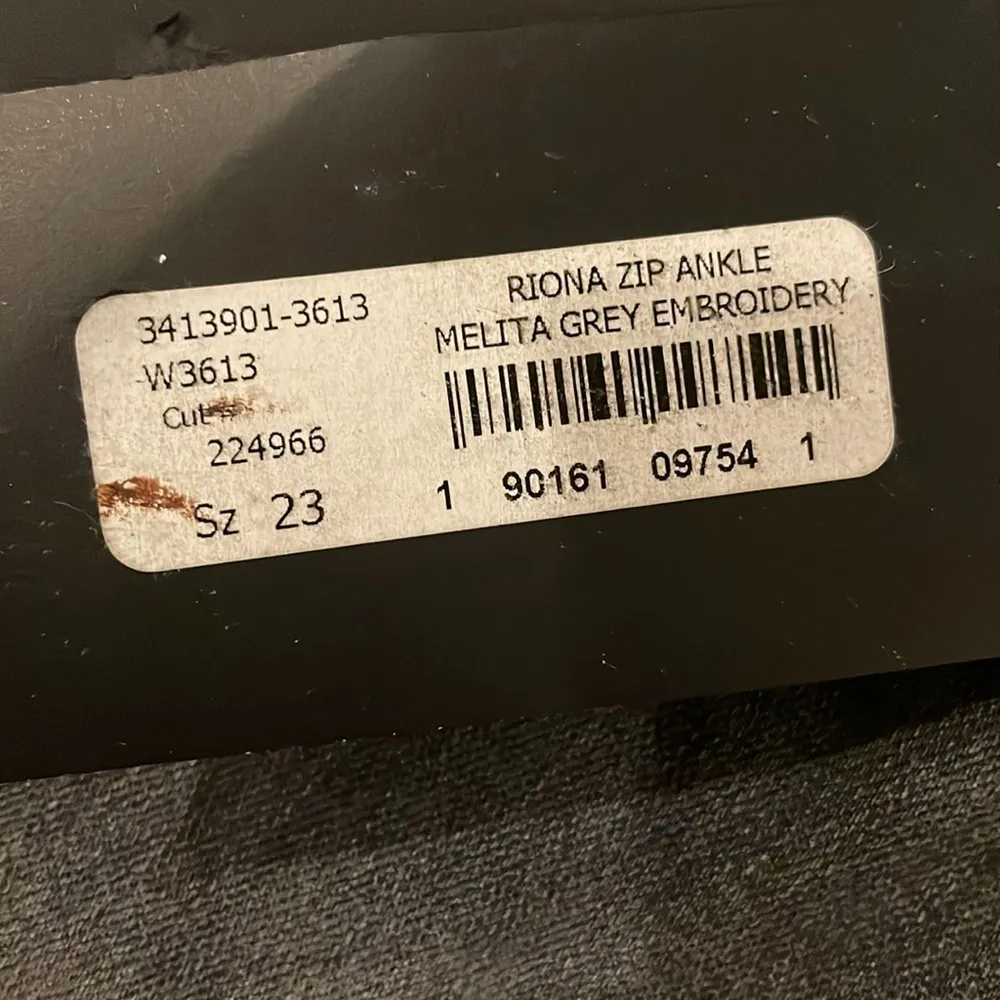 3413901-3613
W3613
Cut #
224966
Sz 23
RIONA ZIP ANKLE
MELITA GREY EMBROIDERY
1 90161 09754 1